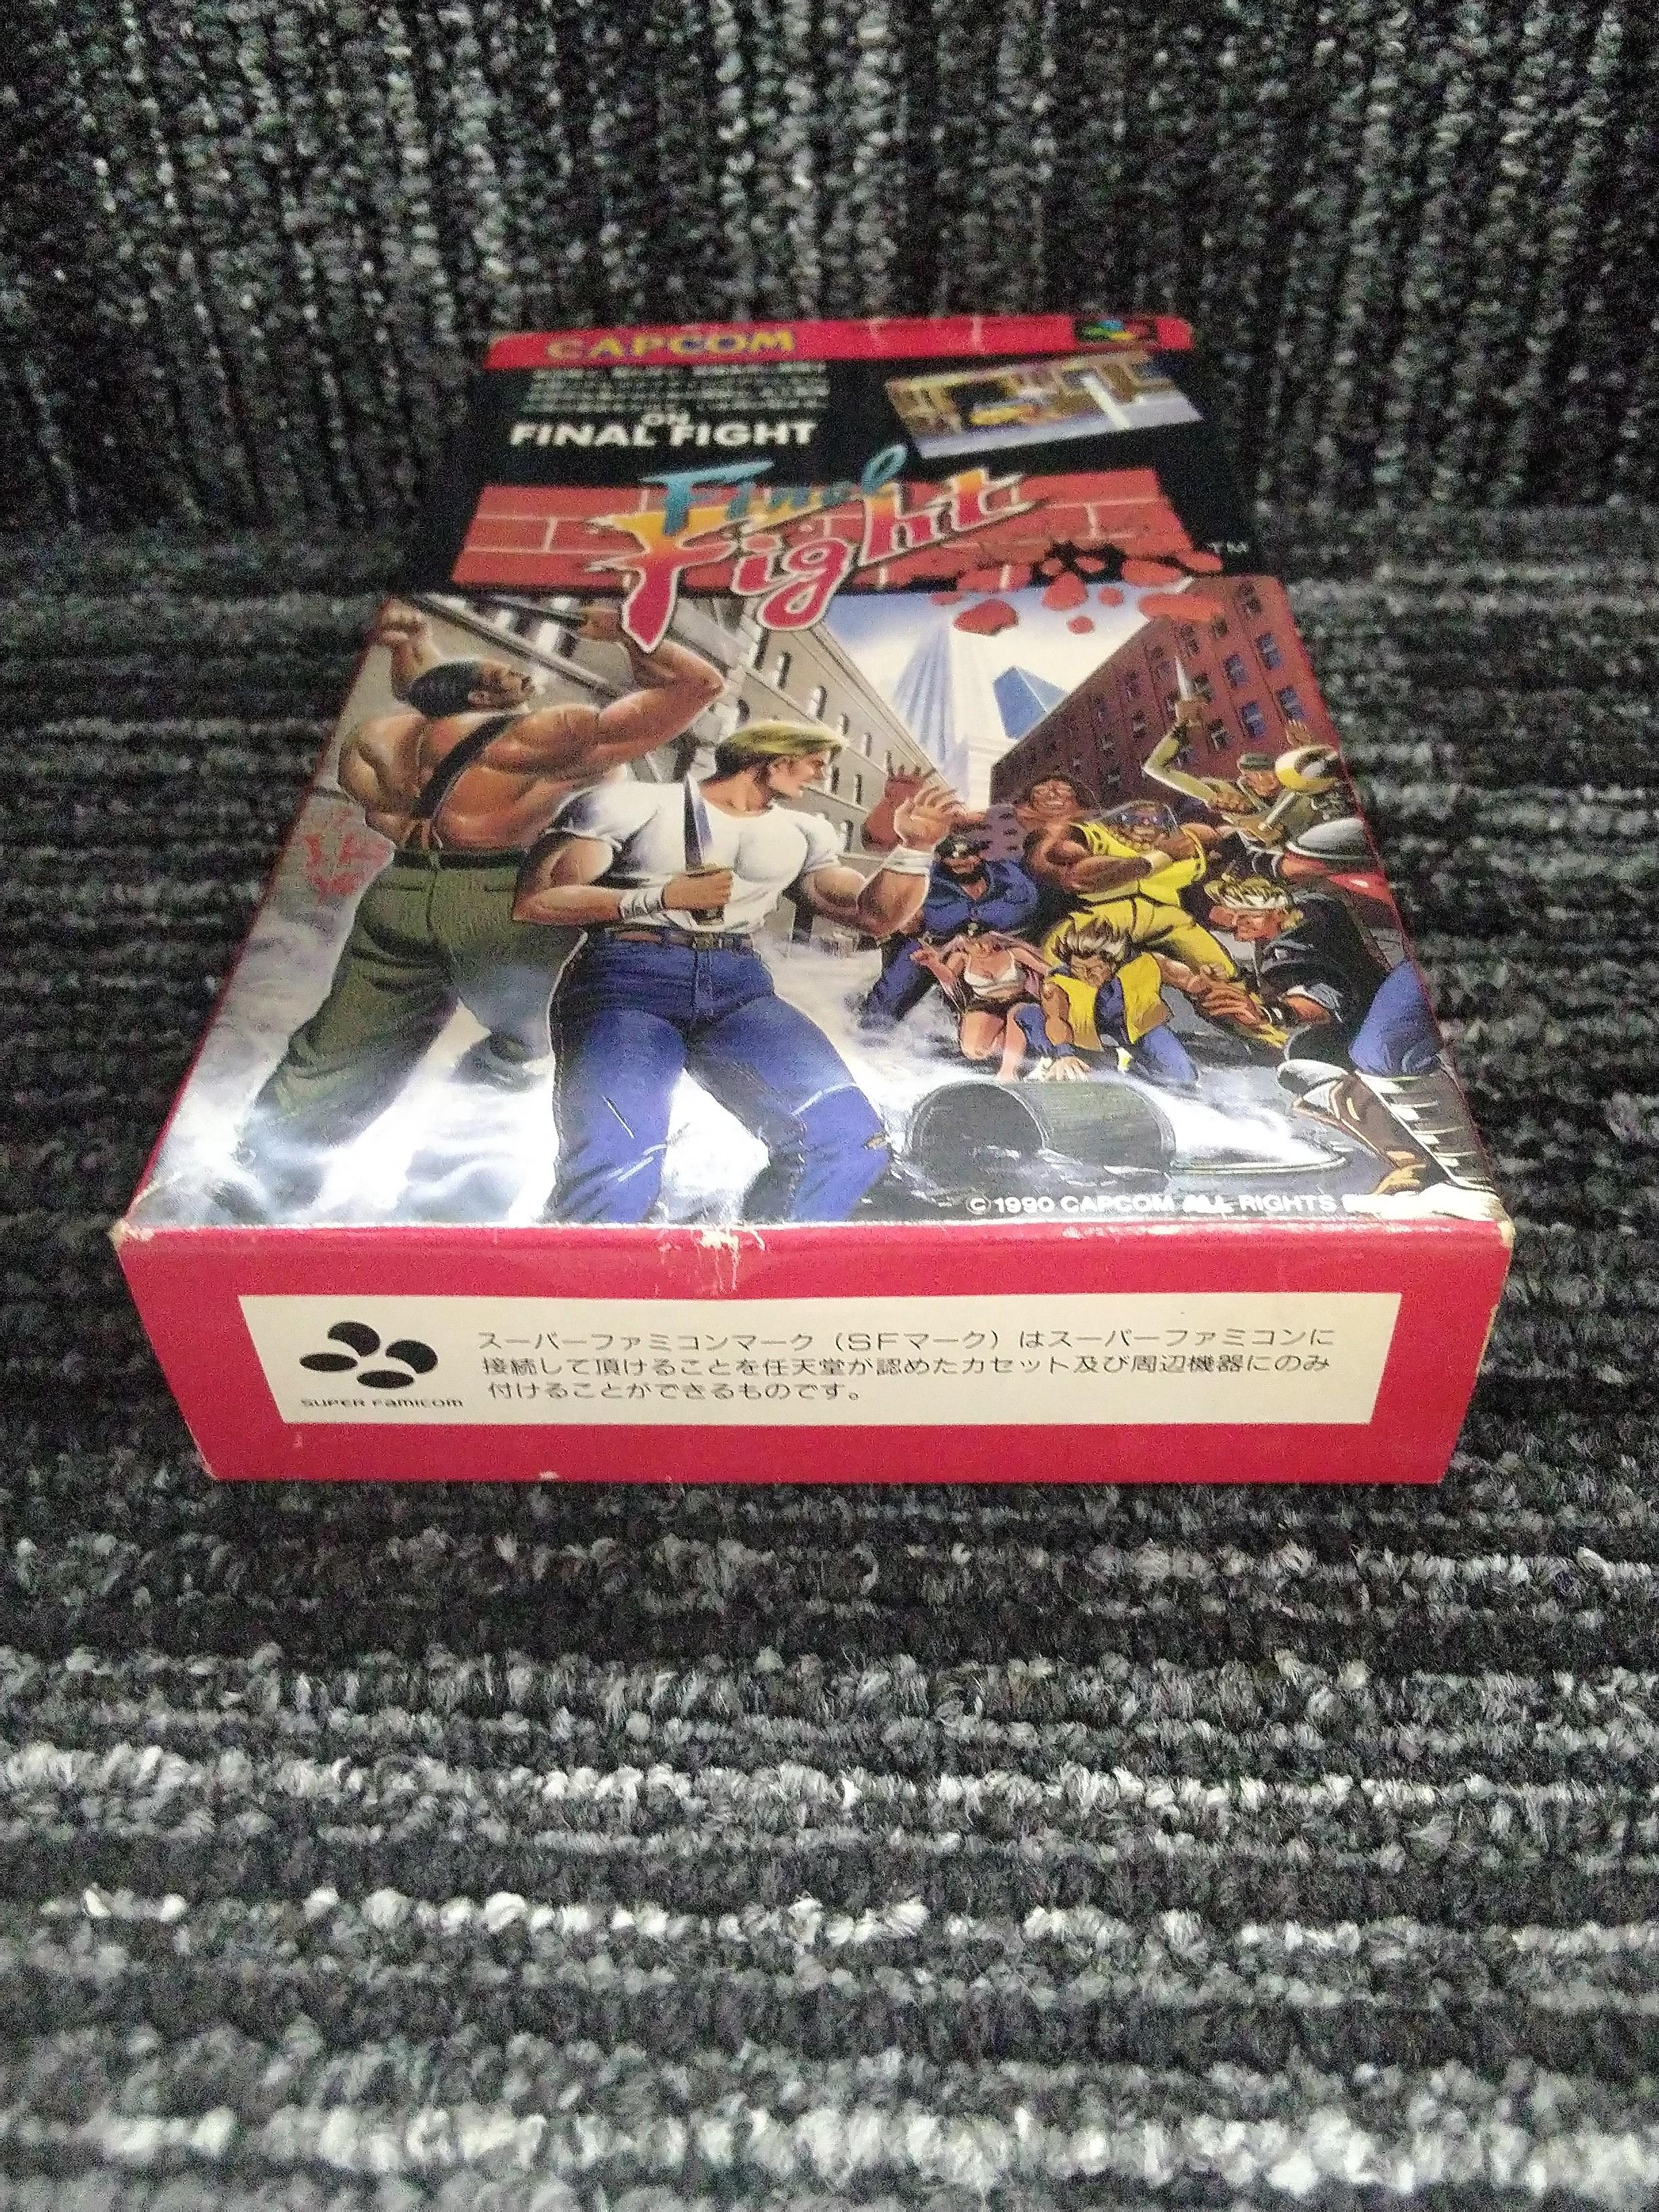 CAPCOM
ON
FINAL FIGHT
Final
Fight
TM
© 1990 CAPCOM ALL RIGHTS
スーパーファミコンマーク（SFマーク）はスーパーファミコンに
接続して頂けることを任天堂が認めたカセット及び周辺機器にのみ
付けることができるものです。
SUPER FAMICOM